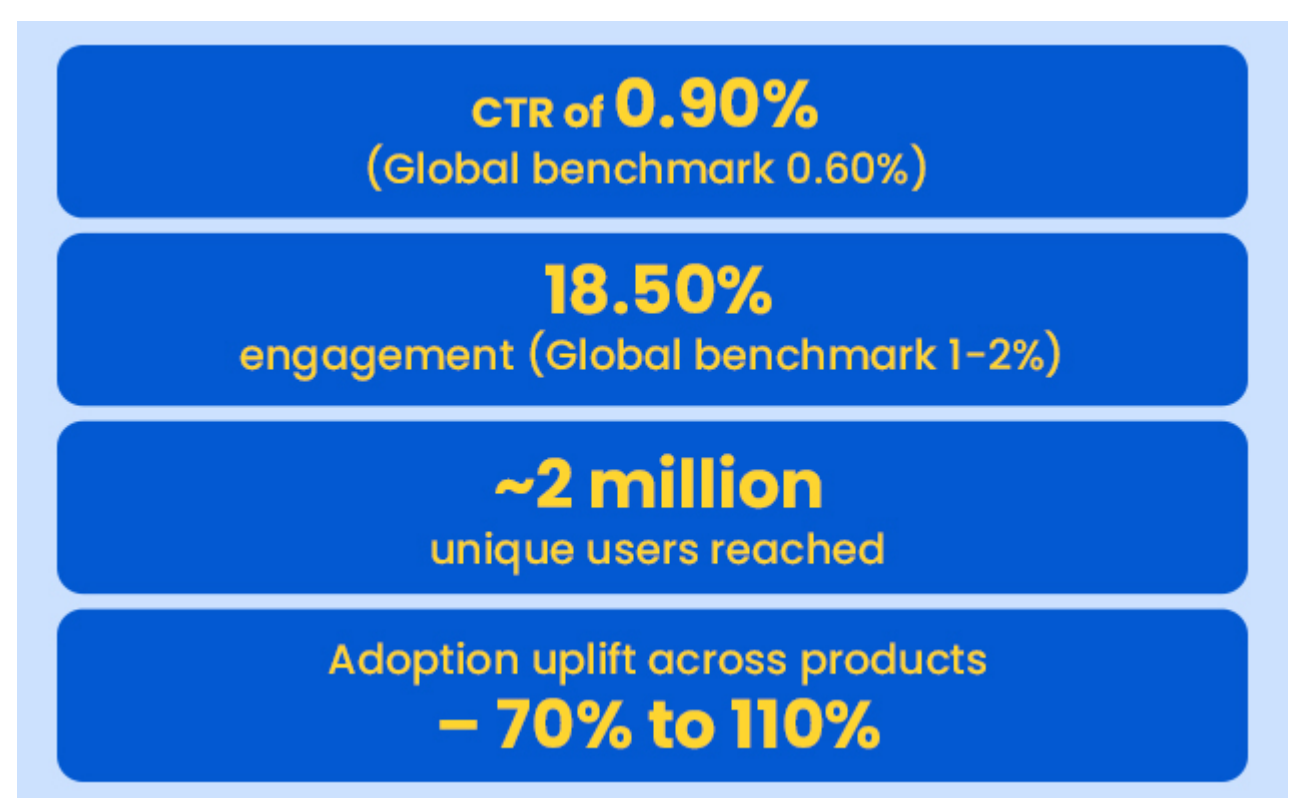 CTR of 0.90%
(Global benchmark 0.60%)
18.50%
engagement (Global benchmark 1-2%)
~2 million
unique users reached
Adoption uplift across products
– 70% to 110%